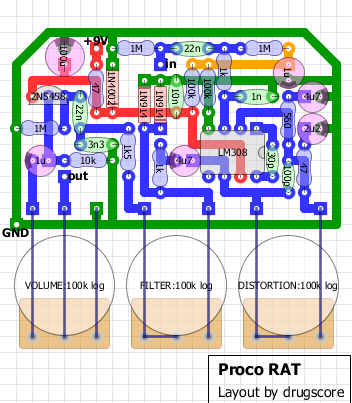 +9V
100u
1M
22n
1M
in
47
1N4002
1N914
1N914
10n
100k
100k
1k
1u
2N5458
22n
1n
4u7
560
2u2
1M
3n3
1u
10k
1k5
1k
4u7
LM308
30p
100p
47
out
GND
VOLUME:100k log
FILTER:100k log
DISTORTION:100k log
Proco RAT
Layout by drugscore